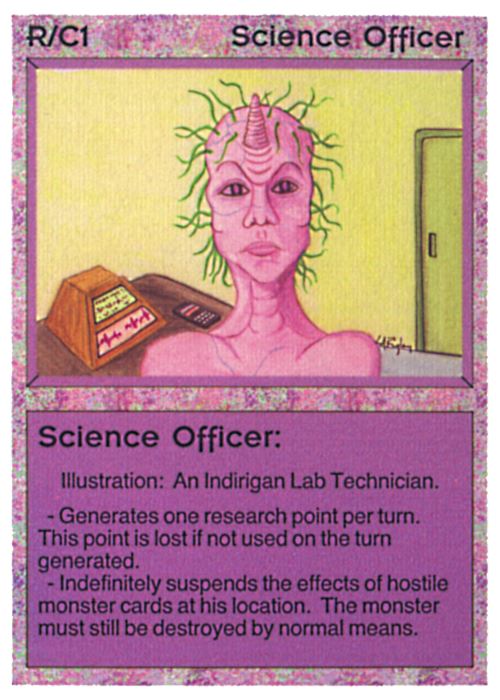 R/C1 Science Officer
Science Officer:
Illustration: An Indirigan Lab Technician.
- Generates one research point per turn.
This point is lost if not used on the turn
generated.
- Indefinitely suspends the effects of hostile
monster cards at his location. The monster
must still be destroyed by normal means.